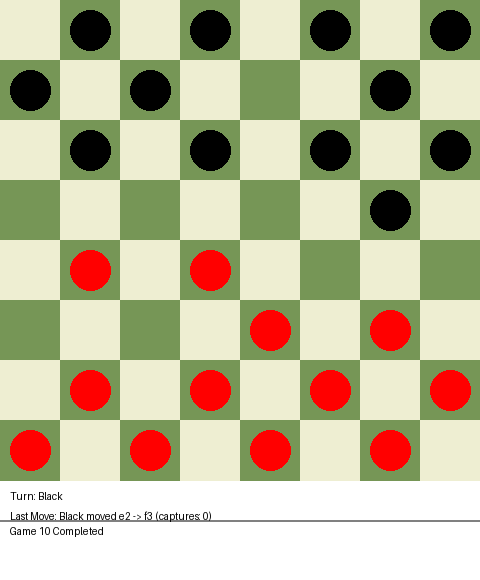 Turn: Black
Last Move: Black moved e2 -> f3 (captures: 0)
Game 10 Completed